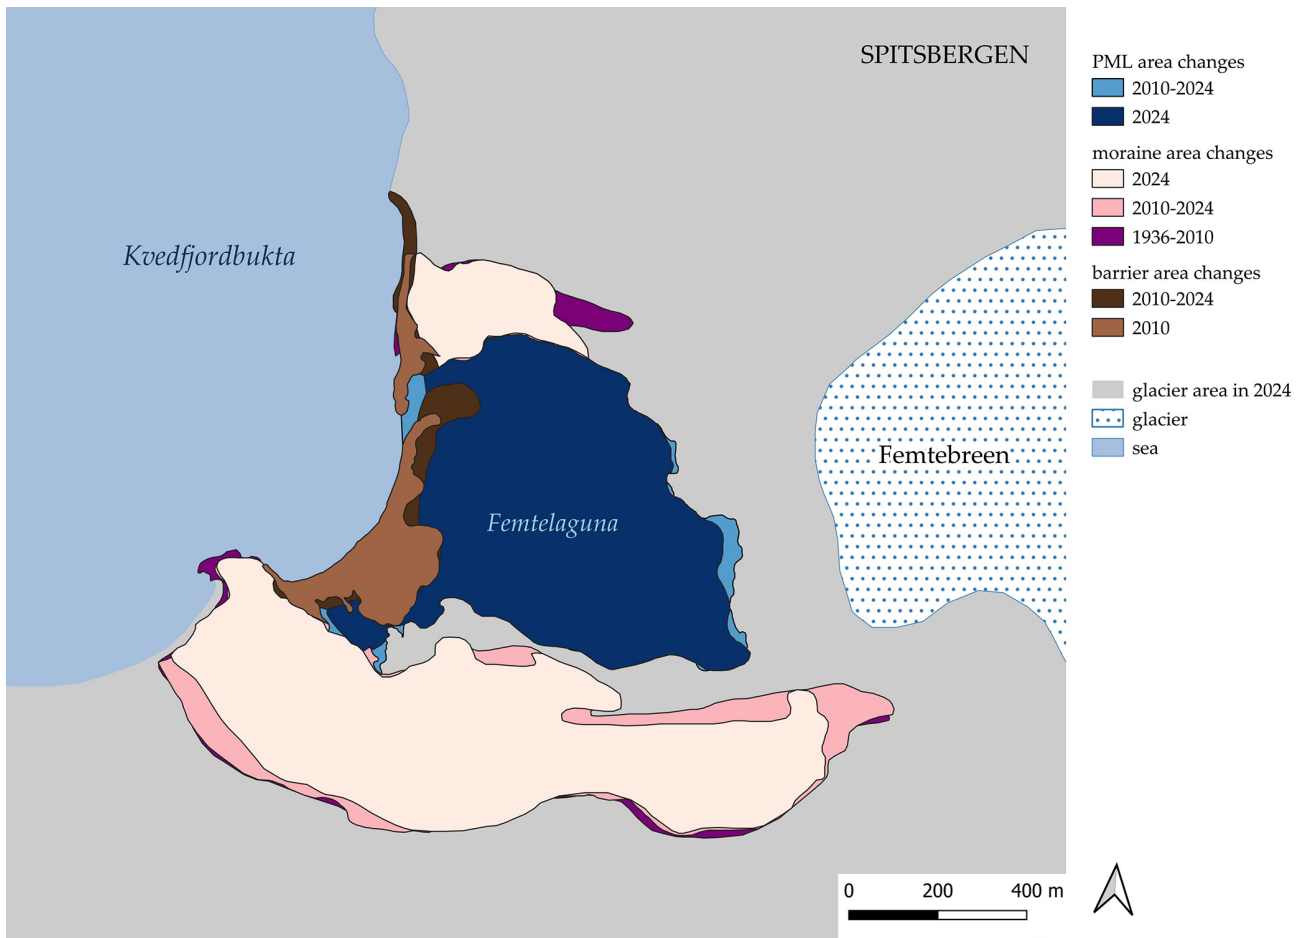 SPITSBERGEN
Kvedfjordbukta
Femtelaguna
Femtebreen
PML area changes
2010-2024
2024
moraine area changes
2024
2010-2024
1936-2010
barrier area changes
2010-2024
2010
glacier area in 2024
glacier
sea
0 200 400 m